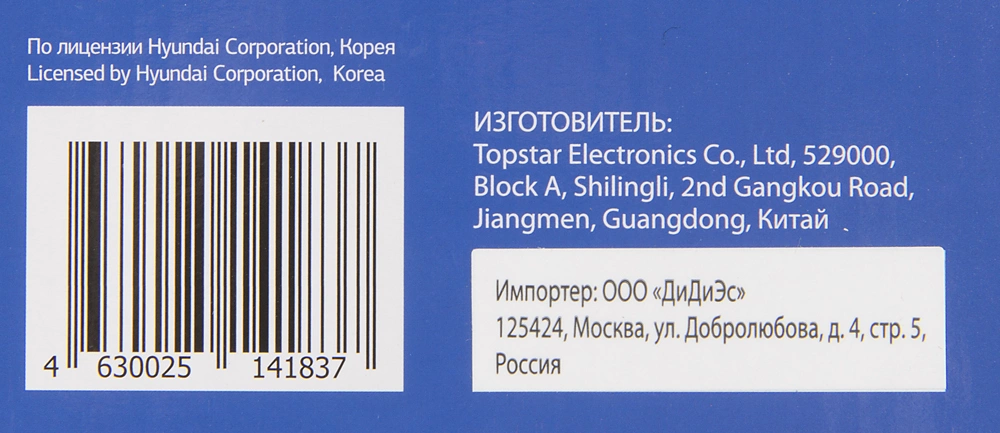 По лицензии Hyundai Corporation, Корея
Licensed by Hyundai Corporation, Korea
4 630025 141837
ИЗГОТОВИТЕЛЬ:
Topstar Electronics Co., Ltd, 529000,
Block A, Shilingli, 2nd Gangkou Road,
Jiangmen, Guangdong, Китай
Импортер: ООО «ДиДиЭс»
125424, Москва, ул. Добролюбова, д. 4, стр. 5,
Россия